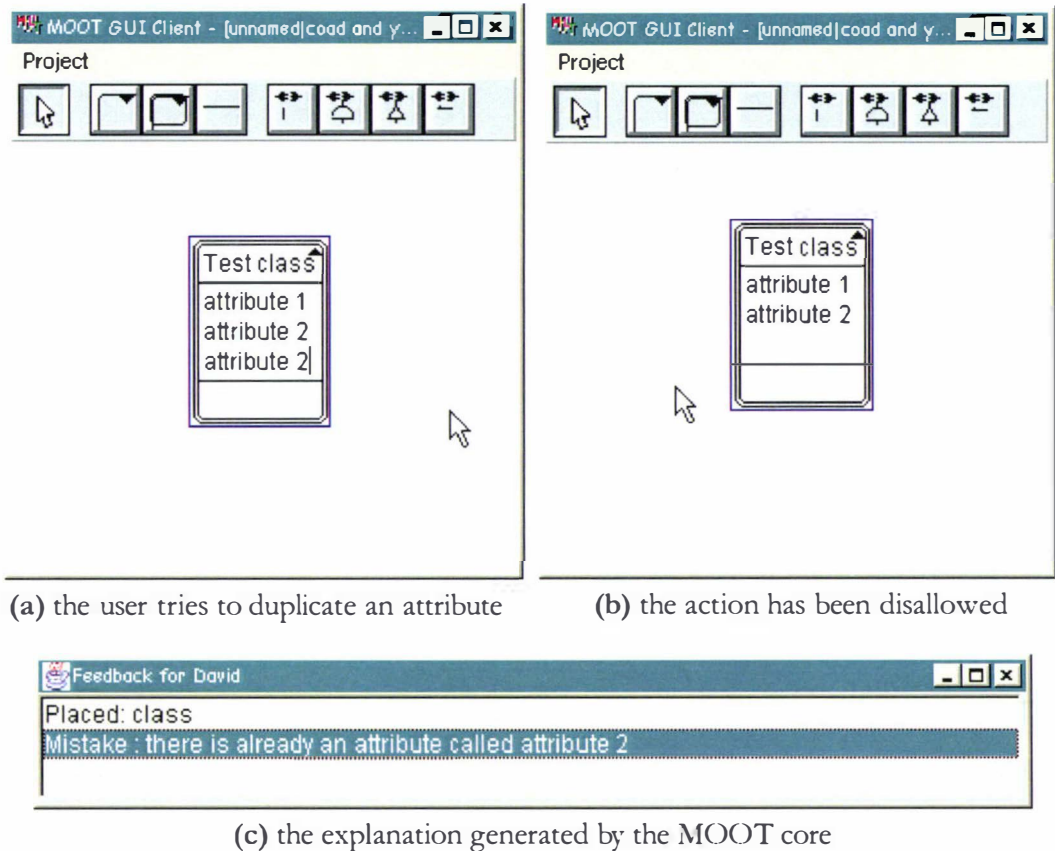 MOOT GUI Client - [unnamed|coad and y...
Project
Test class
attribute 1
attribute 2
attribute 2
(a) the user tries to duplicate an attribute
MOOT GUI Client - [unnamed|coad and y...
Project
Test class
attribute 1
attribute 2
(b) the action has been disallowed
Feedback for David
Placed: class
Mistake : there is already an attribute called attribute 2
(c) the explanation generated by the MOOT core